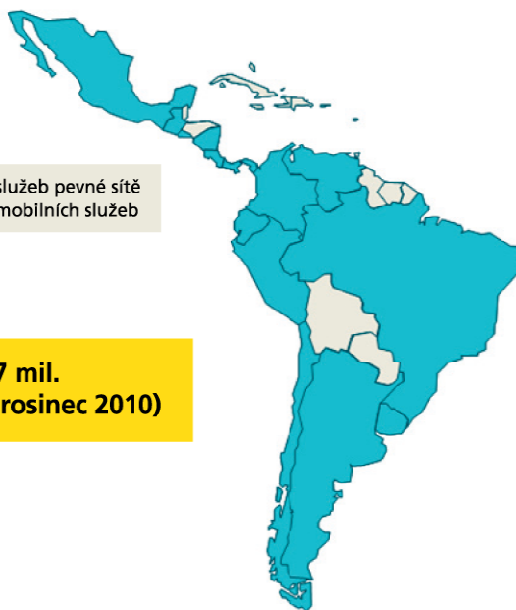 služeb pevné sítě
mobilních služeb
7 mil.
rosinec 2010)